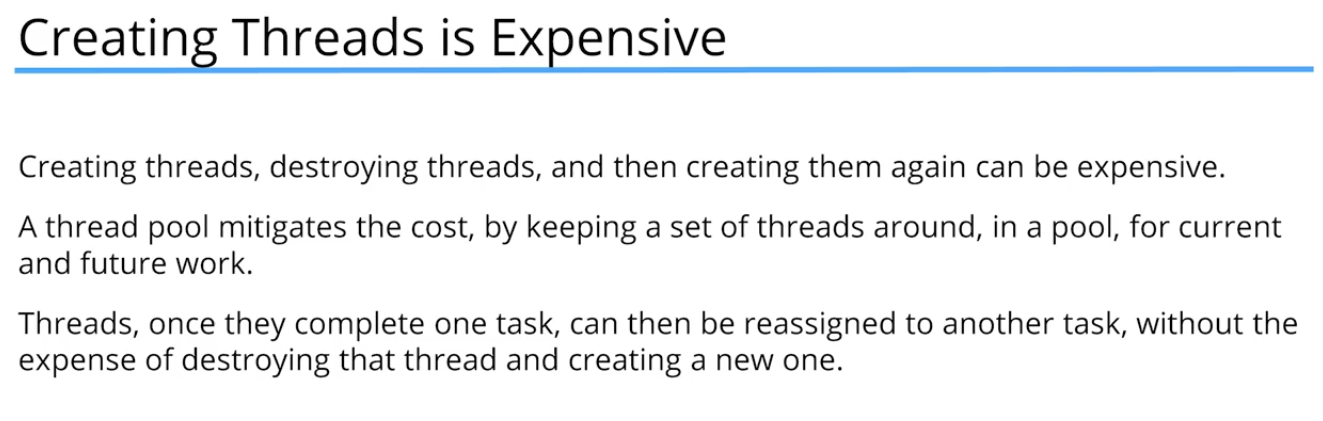 Creating Threads is Expensive
Creating threads, destroying threads, and then creating them again can be expensive.
A thread pool mitigates the cost, by keeping a set of threads around, in a pool, for current
and future work.
Threads, once they complete one task, can then be reassigned to another task, without the
expense of destroying that thread and creating a new one.